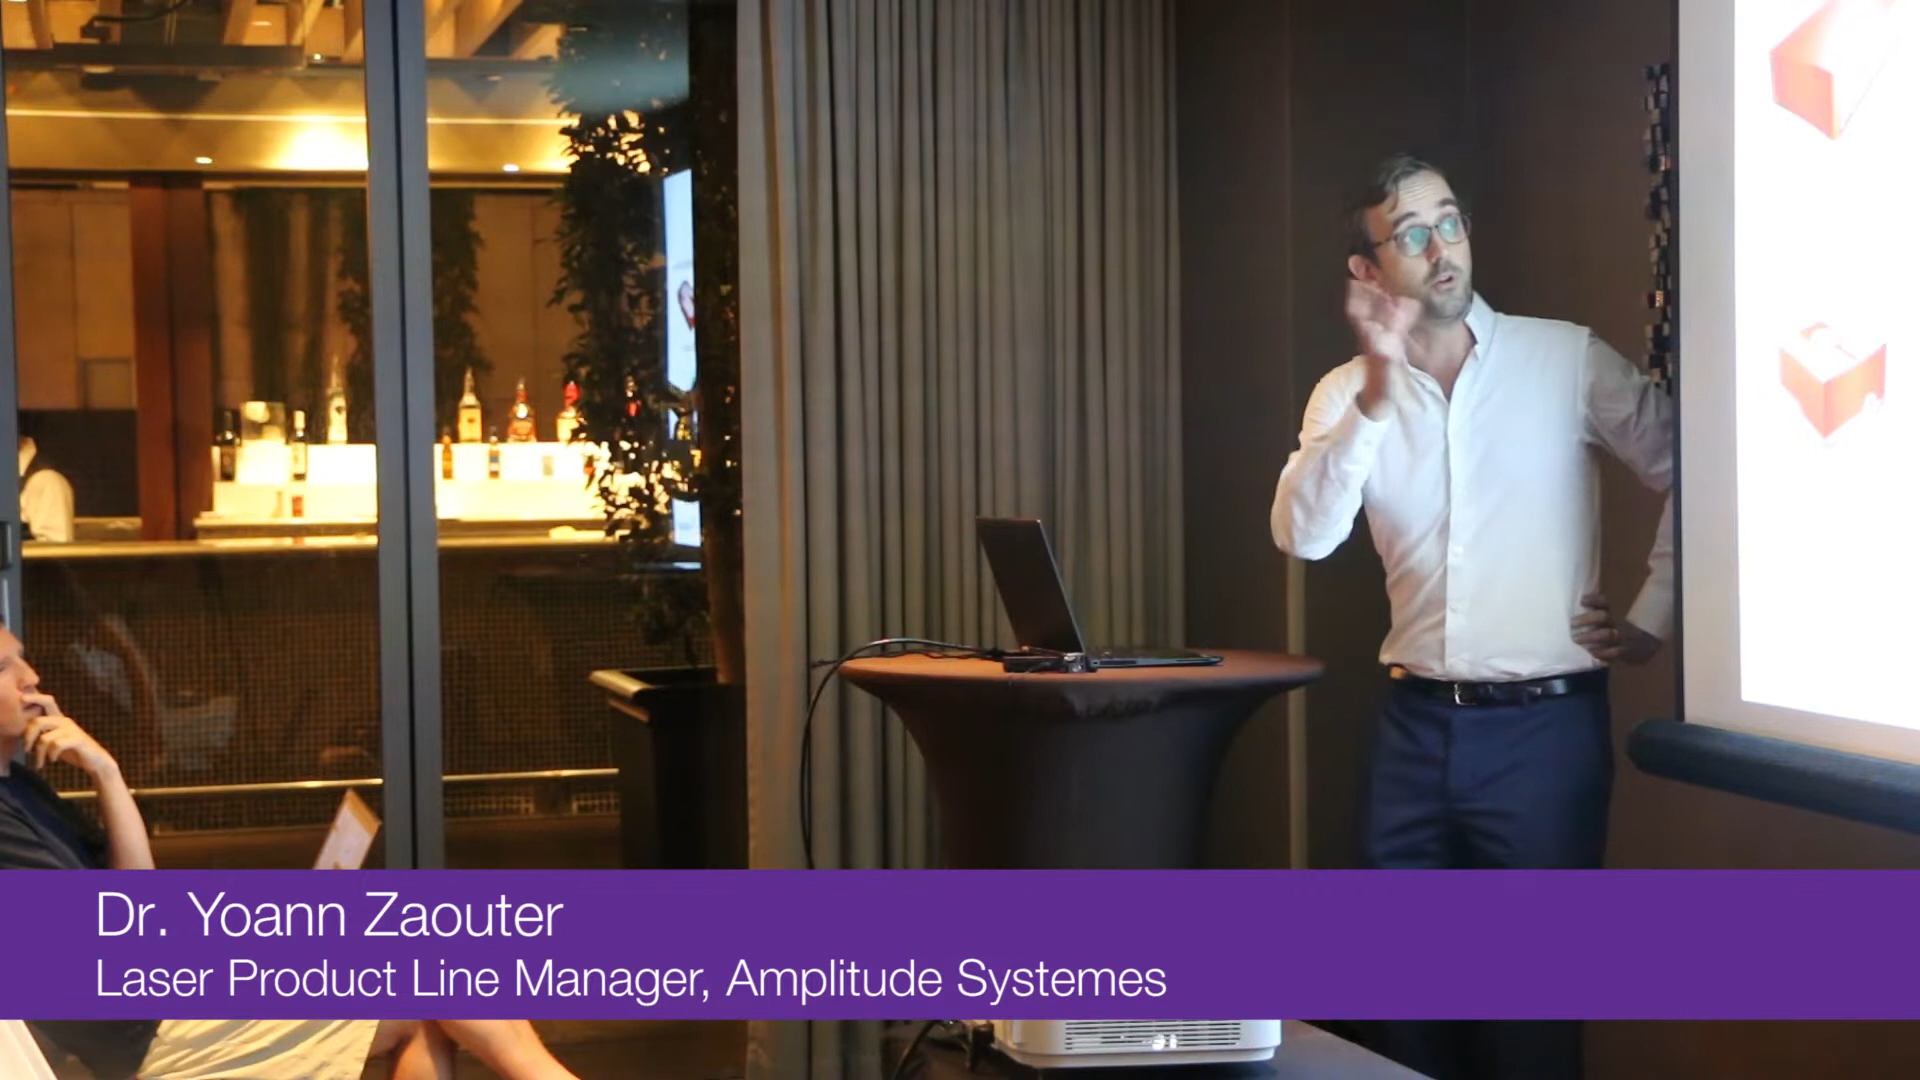 Dr. Yoann Zaouter
Laser Product Line Manager, Amplitude Systemes